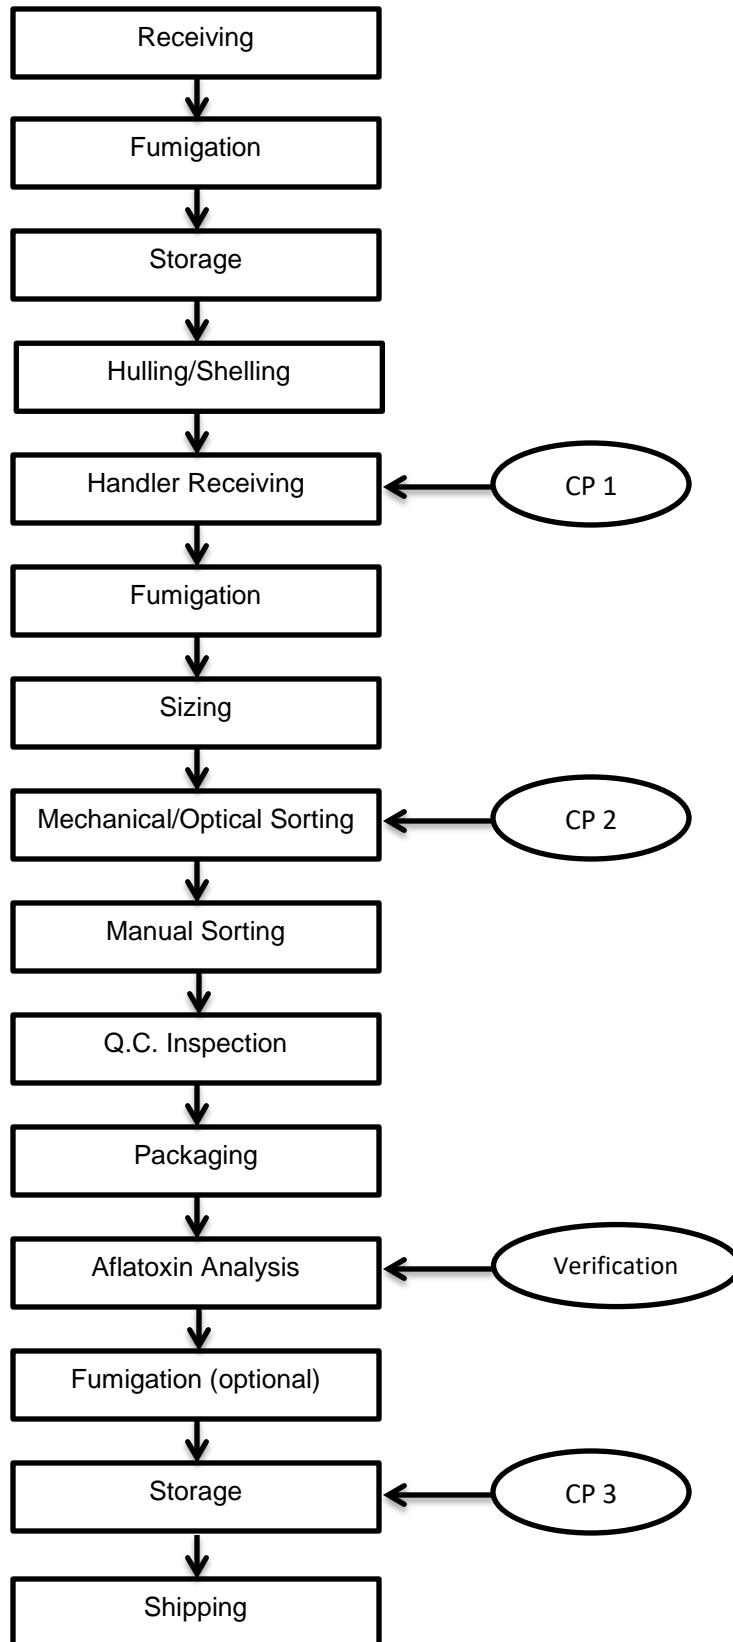 Receiving
Fumigation
Storage
Hulling/Shelling
Handler Receiving
CP 1
Fumigation
Sizing
Mechanical/Optical Sorting
CP 2
Manual Sorting
Q.C. Inspection
Packaging
Aflatoxin Analysis
Verification
Fumigation (optional)
Storage
CP 3
Shipping